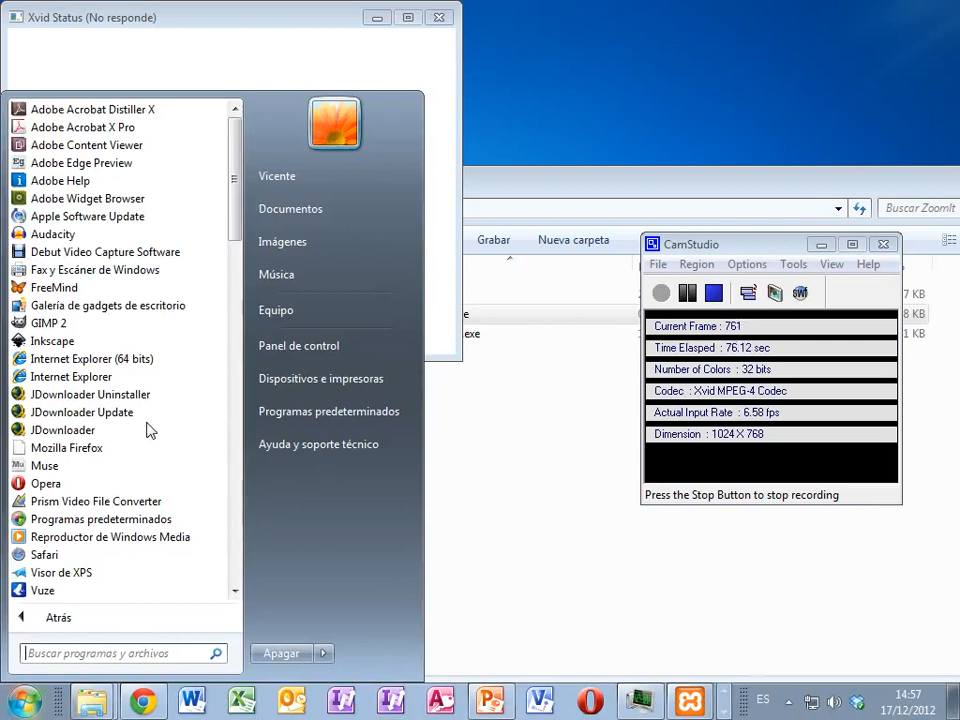 Xvid Status (No responde)
Adobe Acrobat Distiller X
Adobe Acrobat X Pro
Adobe Content Viewer
Eg Adobe Edge Preview
Adobe Help
Adobe Widget Browser
Apple Software Update
Audacity
Debut Video Capture Software
Fax y Escáner de Windows
FreeMind
Galería de gadgets de escritorio
GIMP 2
Inkscape
Internet Explorer (64 bits)
Internet Explorer
JDownloader Uninstaller
JDownloader Update
JDownloader
Mozilla Firefox
Mu Muse
Opera
Prism Video File Converter
Programas predeterminados
Reproductor de Windows Media
Safari
Visor de XPS
Vuze
Atrás
Buscar programas y archivos
Vicente
Documentos
Imágenes
Música
Equipo
Panel de control
Dispositivos e impresoras
Programas predeterminados
Ayuda y soporte técnico
Apagar
Buscar ZoomIt
Grabar
Nueva carpeta
7 KB
8 KB
e
.exe
KB
CamStudio
File Region Options Tools View Help
SWF
Current Frame : 761
Time Elasped : 76.12 sec
Number of Colors : 32 bits
Codec : Xvid MPEG-4 Codec
Actual Input Rate : 6.58 fps
Dimension : 1024 X 768
Press the Stop Button to stop recording
ES
14:57
17/12/2012